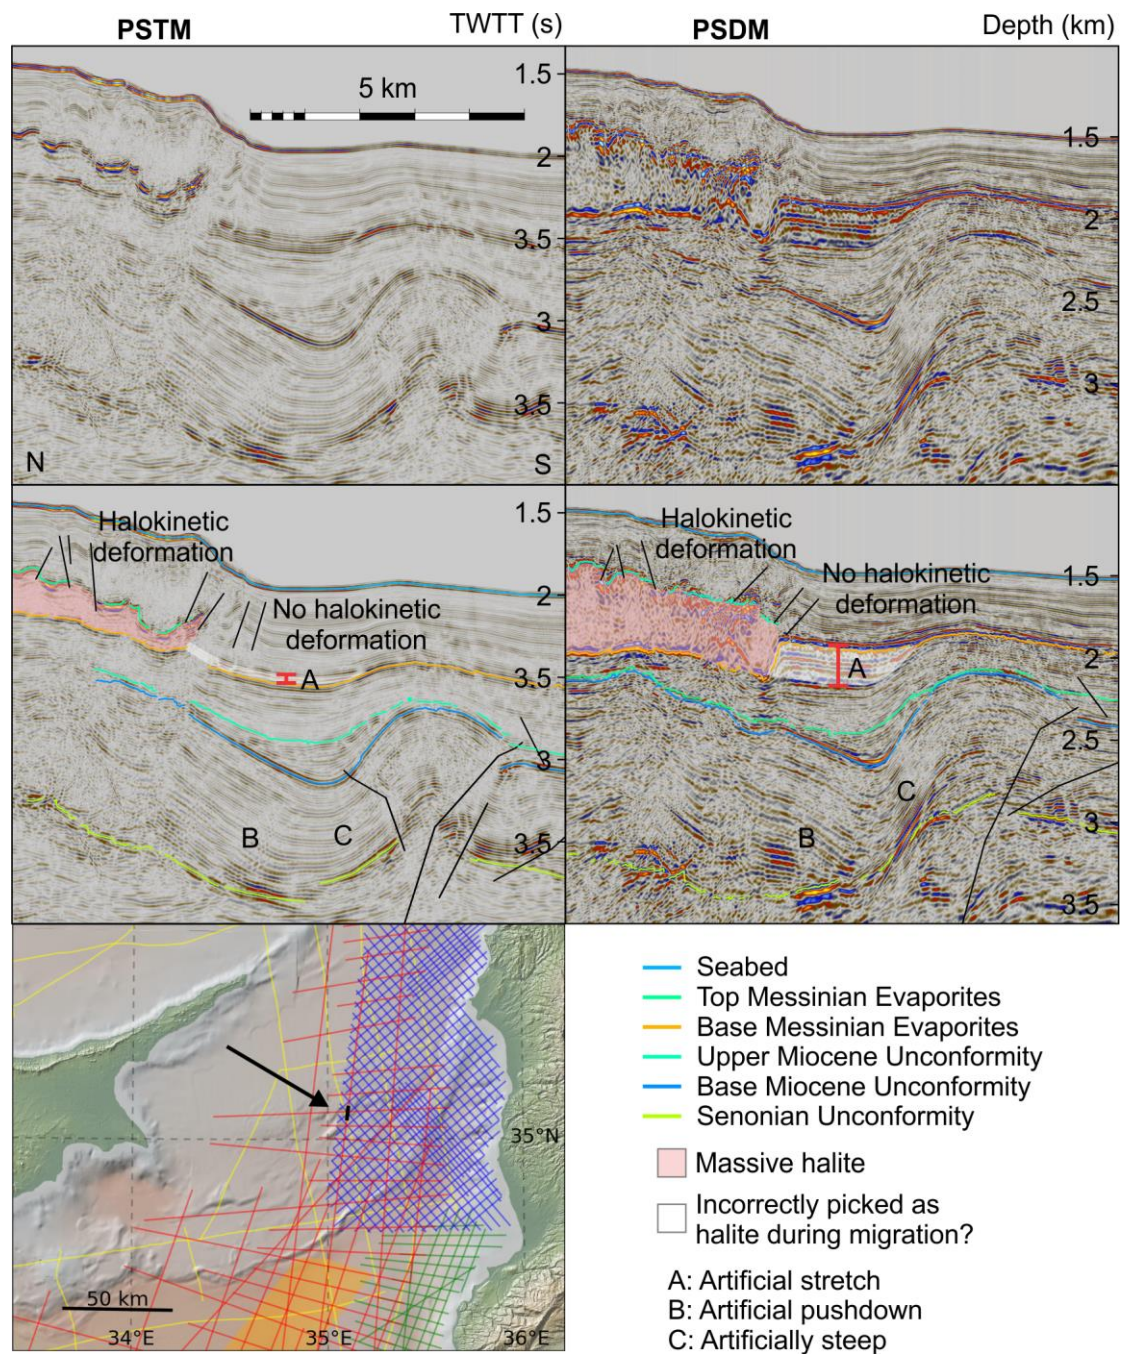 PSTM
TWTT (s)
PSDM
Depth (km)
5 km
1.5
2
3.5
3
3.5
N
S
1.5
2
2.5
3
Halokinetic
deformation
No halokinetic
deformation
A
B
C
1.5
2
3.5
3
3.5
Halokinetic
deformation
No halokinetic
deformation
A
B
C
1.5
2
2.5
3
3.5
35°N
50 km
34°E
35°E
36°E
Seabed
Top Messinian Evaporites
Base Messinian Evaporites
Upper Miocene Unconformity
Base Miocene Unconformity
Senonian Unconformity
Massive halite
Incorrectly picked as
halite during migration?
A: Artificial stretch
B: Artificial pushdown
C: Artificially steep